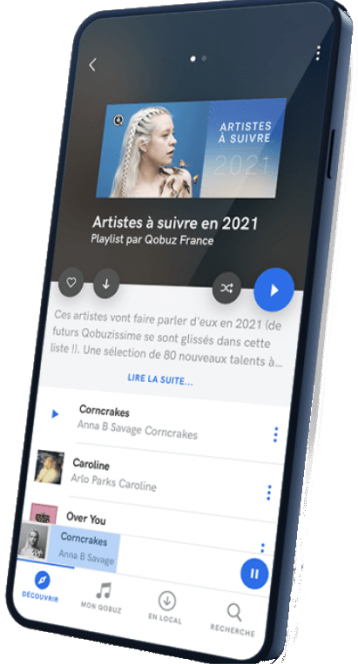 ARTISTES
À SUIVRE
2021
Artistes à suivre en 2021
Playlist par Qobuz France
Ces artistes vont faire parler d'eux en 2021 (de
futurs Qobuzissime se sont glissés dans cette
liste !). Une sélection de 80 nouveaux talents à...
LIRE LA SUITE...
Corncrakes
Anna B Savage Corncrakes
Caroline
Arlo Parks Caroline
Over You
Corncrakes
Anna B Savage
DÉCOUVRIR
MON QOBUZ
EN LOCAL
RECHERCHE